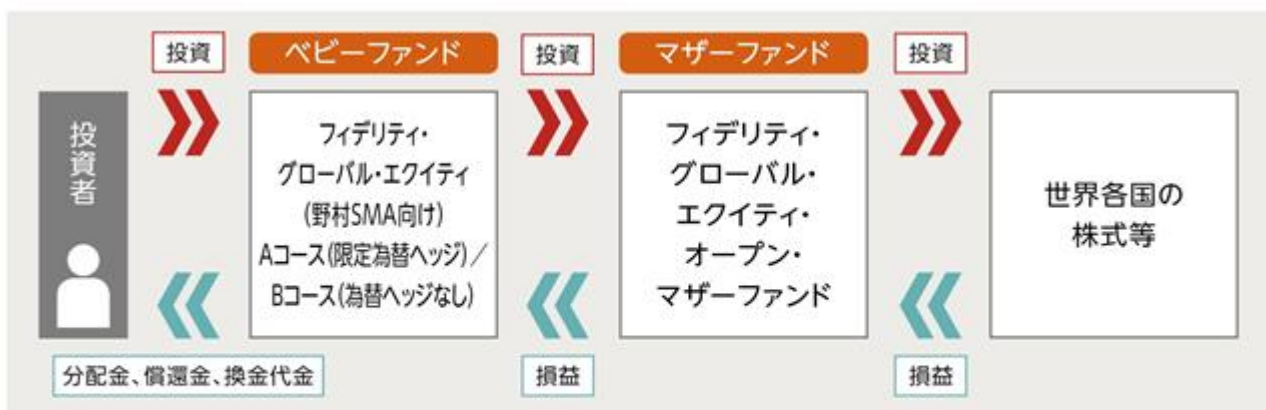 投資
ベビーファンド
投資
マザーファンド
投資
投資者
フィデリティ・
グローバル・エクイティ
(野村SMA向け)
Aコース(限定為替ヘッジ)／
Bコース(為替ヘッジなし)
フィデリティ・
グローバル・
エクイティ・
オープン・
マザーファンド
世界各国の
株式等
分配金、償還金、換金代金
損益
損益